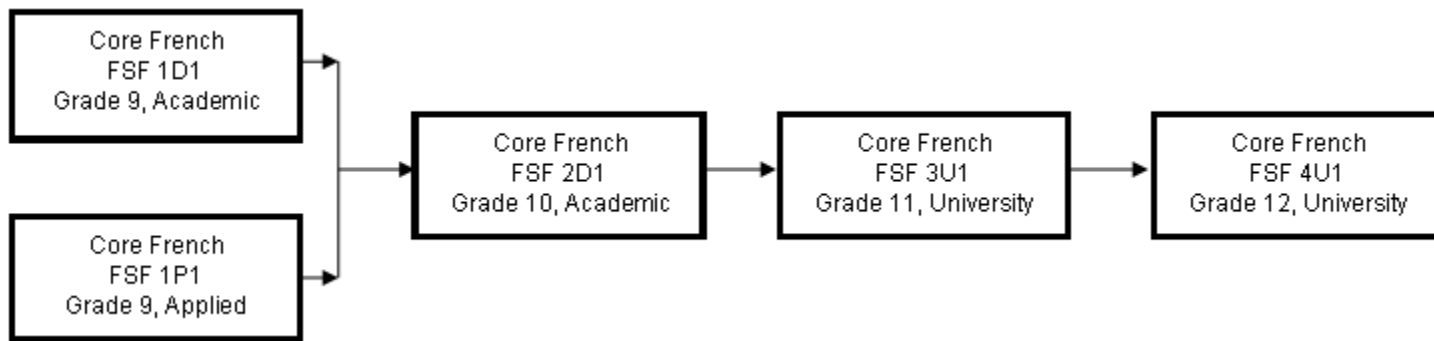 Core French
FSF 1D1
Grade 9, Academic
Core French
FSF 1P1
Grade 9, Applied
Core French
FSF 2D1
Grade 10, Academic
Core French
FSF 3U1
Grade 11, University
Core French
FSF 4U1
Grade 12, University